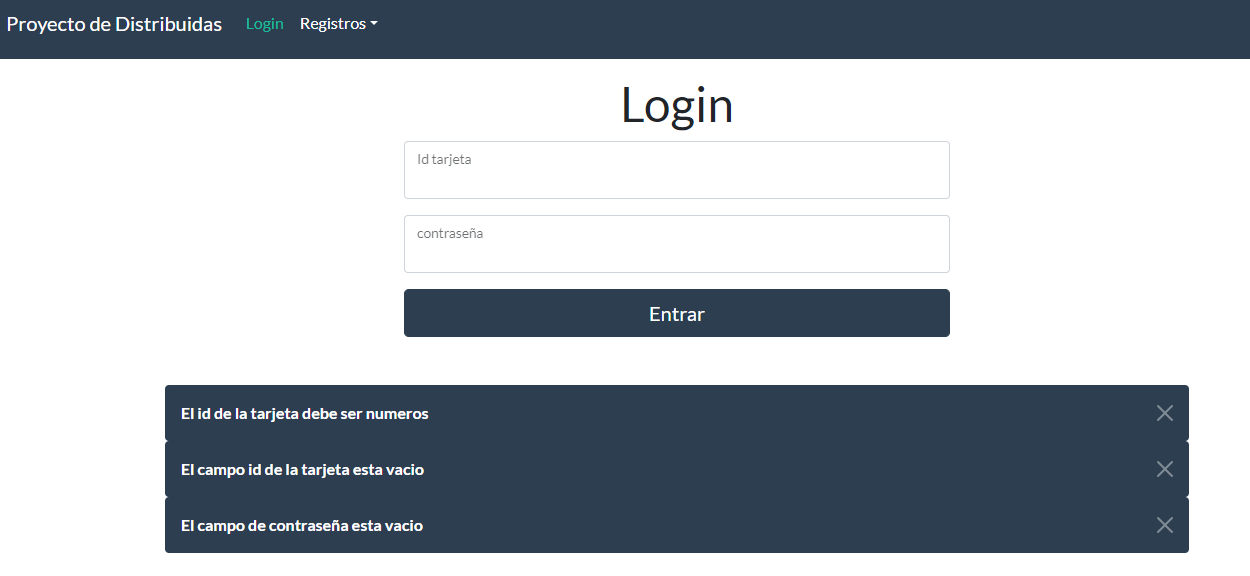 Proyecto de Distribuidas Login Registros
Login
Id tarjeta
contraseña
Entrar
El id de la tarjeta debe ser numeros
El campo id de la tarjeta esta vacio
El campo de contraseña esta vacio